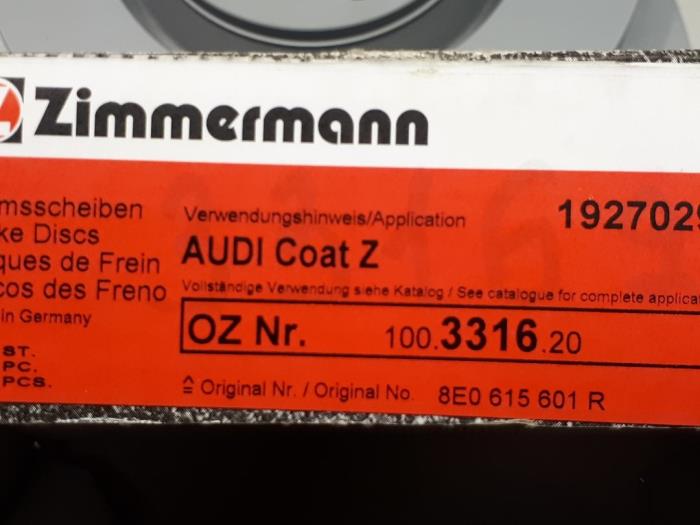 Zimmermann
msscheiben
ke Discs
ques de Frein
cos des Freno
in Germany
ST.
PC.
PCS.
Verwendungshinweis/Application
1927029
AUDI Coat Z
Vollständige Verwendung siehe Katalog / See catalogue for complete applicat
OZ Nr. 100.3316.20
≙ Original Nr. / Original No. 8E0 615 601 R